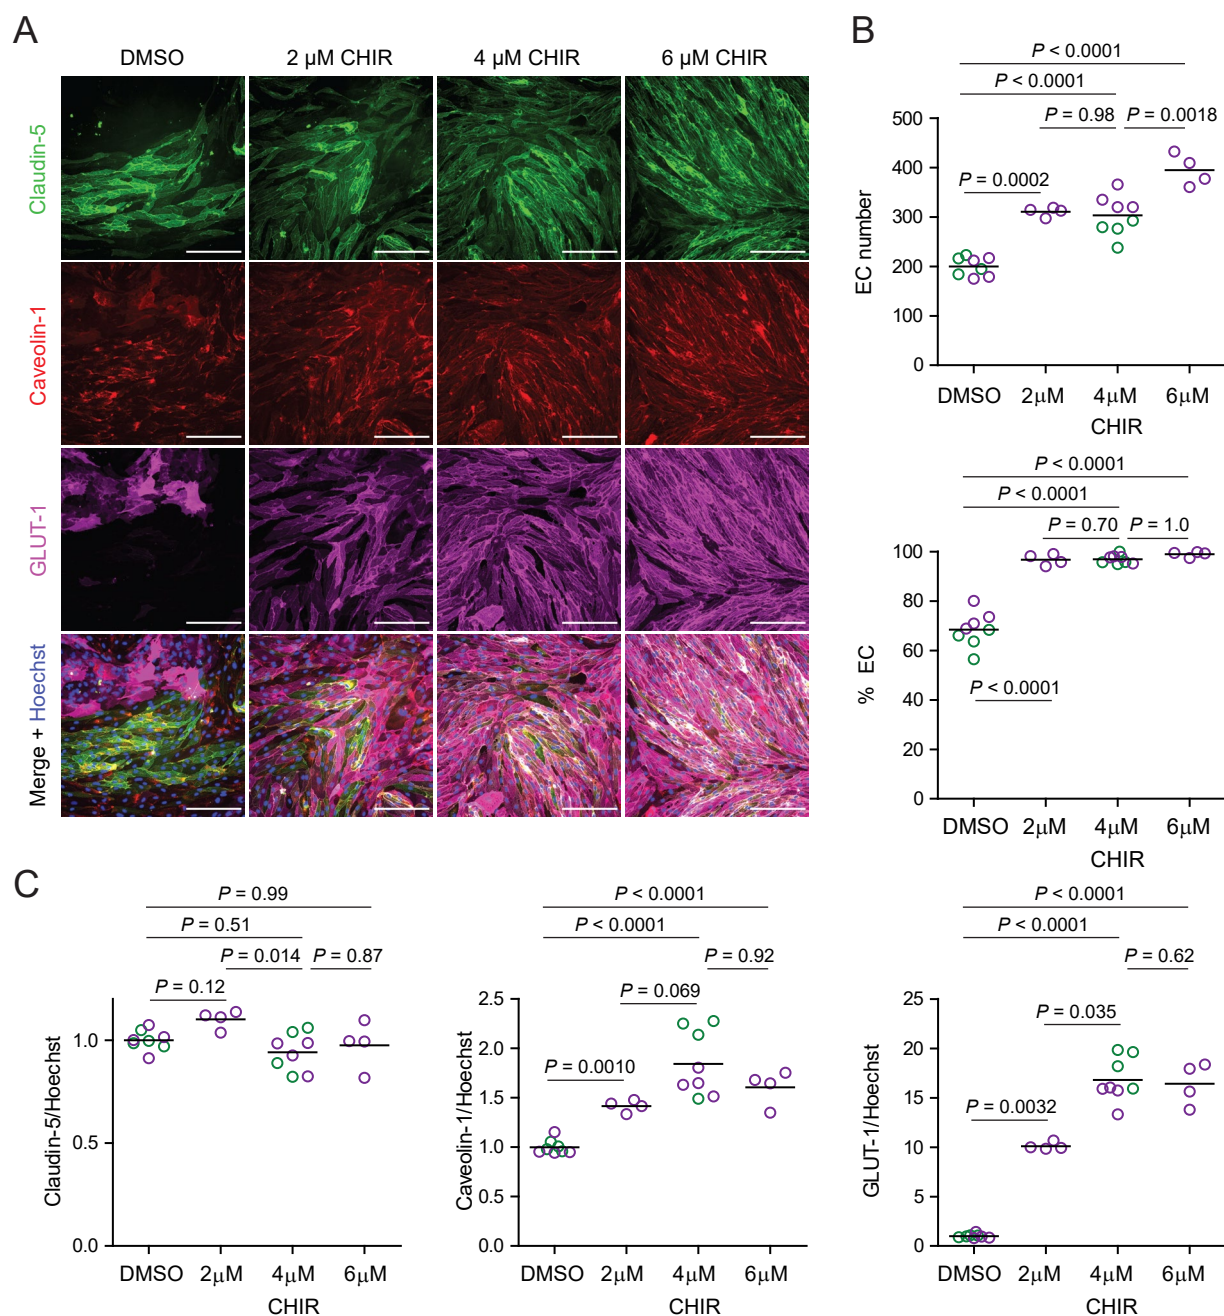 A
DMSO
2 µM CHIR
4 µM CHIR
6 µM CHIR
Claudin-5
Caveolin-1
GLUT-1
Merge + Hoechst
B
P < 0.0001
P < 0.0001
P = 0.98
P = 0.0018
P = 0.0002
EC number
500
400
300
200
100
0
DMSO
2µM
4µM
6µM
CHIR
P < 0.0001
P < 0.0001
P = 0.70
P = 1.0
P < 0.0001
% EC
100
80
60
40
20
0
DMSO
2µM
4µM
6µM
CHIR
C
P = 0.99
P = 0.51
P = 0.014
P = 0.87
P = 0.12
Claudin-5/Hoechst
1.0
0.5
0.0
DMSO
2µM
4µM
6µM
CHIR
P < 0.0001
P < 0.0001
P = 0.92
P = 0.069
P = 0.0010
Caveolin-1/Hoechst
2.5
2.0
1.5
1.0
0.5
0.0
DMSO
2µM
4µM
6µM
CHIR
P < 0.0001
P < 0.0001
P = 0.62
P = 0.035
P = 0.0032
GLUT-1/Hoechst
25
20
15
10
5
0
DMSO
2µM
4µM
6µM
CHIR